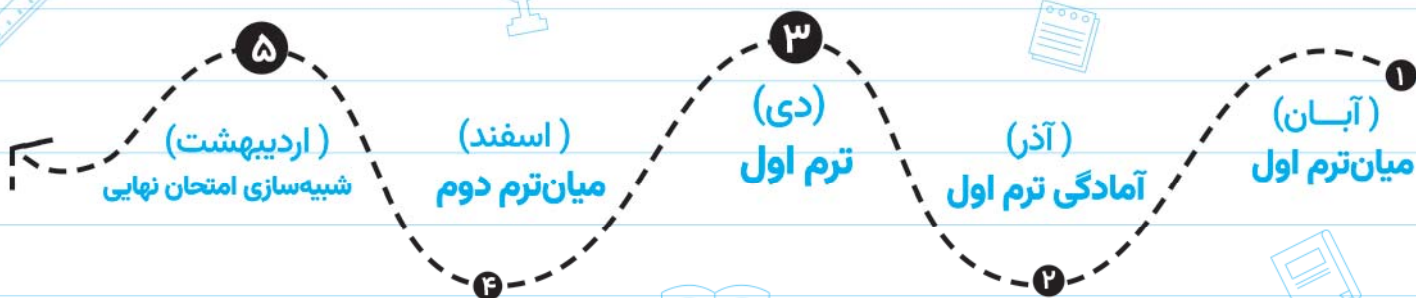 ۱
(آبـــان)
میان‌ترم اول
۲
(آذر)
آمادگی ترم اول
۳
(دی)
ترم اول
۴
(اسفند)
میان‌ترم دوم
۵
(اردیبهشت)
شبیه‌سازی امتحان نهایی